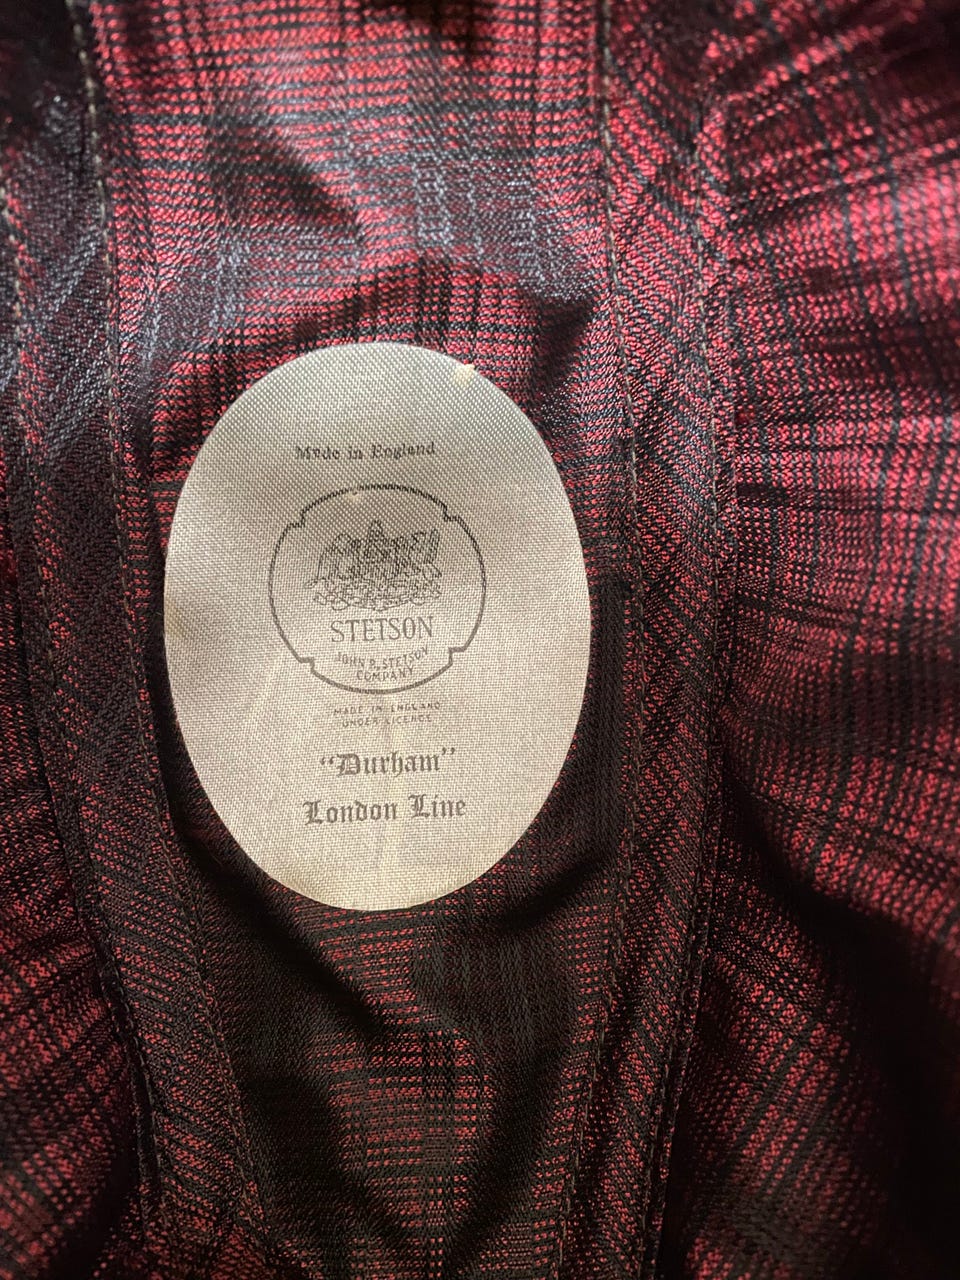 Made in England
STETSON
JOHN B. STETSON
COMPANY
MADE IN ENGLAND
UNDER LICENCE
"Durham"
London Line